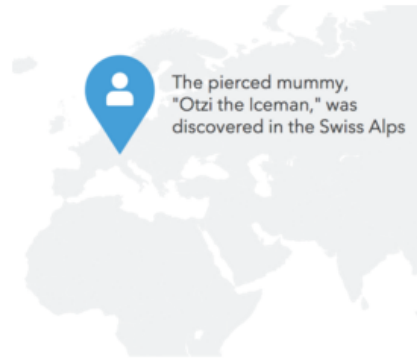 The pierced mummy,
"Otzi the Iceman," was
discovered in the Swiss Alps